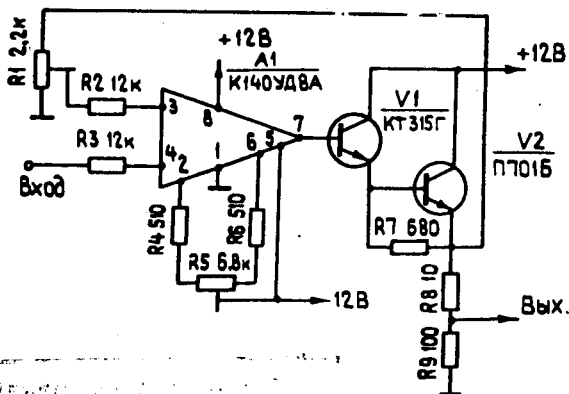 R1 2,2к
+12В
A1
К140УДВА
+12В
R2 12к
3
8
7
V1
КТ315Г
R3 12к
4
2
1
6
5
Вход
V2
П701Б
R4 510
R6 510
R7 680
R5 6.8к
12В
R8 10
Вых.
R9 100